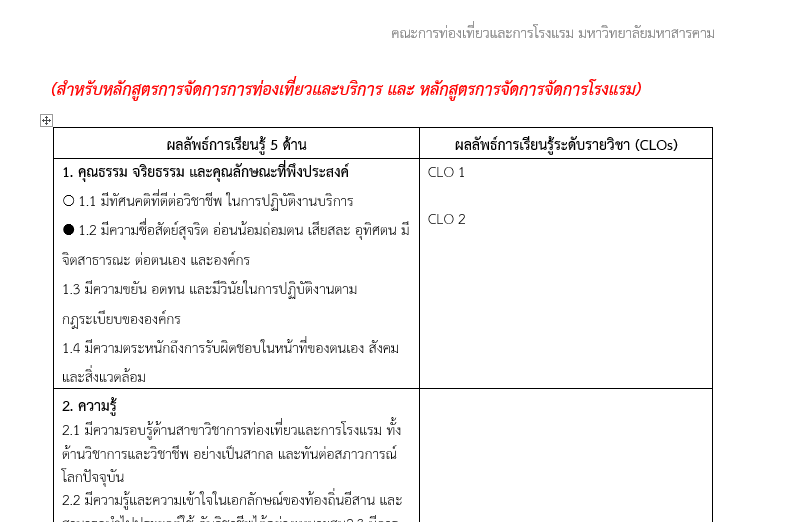 คณะการท่องเที่ยวและการโรงแรม มหาวิทยาลัยมหาสารคาม
(สำหรับหลักสูตรการจัดการการท่องเที่ยวและบริการ และ หลักสูตรการจัดการจัดการโรงแรม)
ผลลัพธ์การเรียนรู้ 5 ด้าน
ผลลัพธ์การเรียนรู้ระดับรายวิชา (CLOs)
1. คุณธรรม จริยธรรม และคุณลักษณะที่พึงประสงค์
○ 1.1 มีทัศนคติที่ดีต่อวิชาชีพ ในการปฏิบัติงานบริการ
● 1.2 มีความซื่อสัตย์สุจริต อ่อนน้อมถ่อมตน เสียสละ อุทิศตน มี
จิตสาธารณะ ต่อตนเอง และองค์กร
1.3 มีความขยัน อดทน และมีวินัยในการปฏิบัติงานตาม
กฎระเบียบขององค์กร
1.4 มีความตระหนักถึงการรับผิดชอบในหน้าที่ของตนเอง สังคม
และสิ่งแวดล้อม
CLO 1
CLO 2
2. ความรู้
2.1 มีความรอบรู้ด้านสาขาวิชาการท่องเที่ยวและการโรงแรม ทั้ง
ด้านวิชาการและวิชาชีพ อย่างเป็นสากล และทันต่อสภาวการณ์
โลกปัจจุบัน
2.2 มีความรู้และความเข้าใจในเอกลักษณ์ของท้องถิ่นอีสาน และ